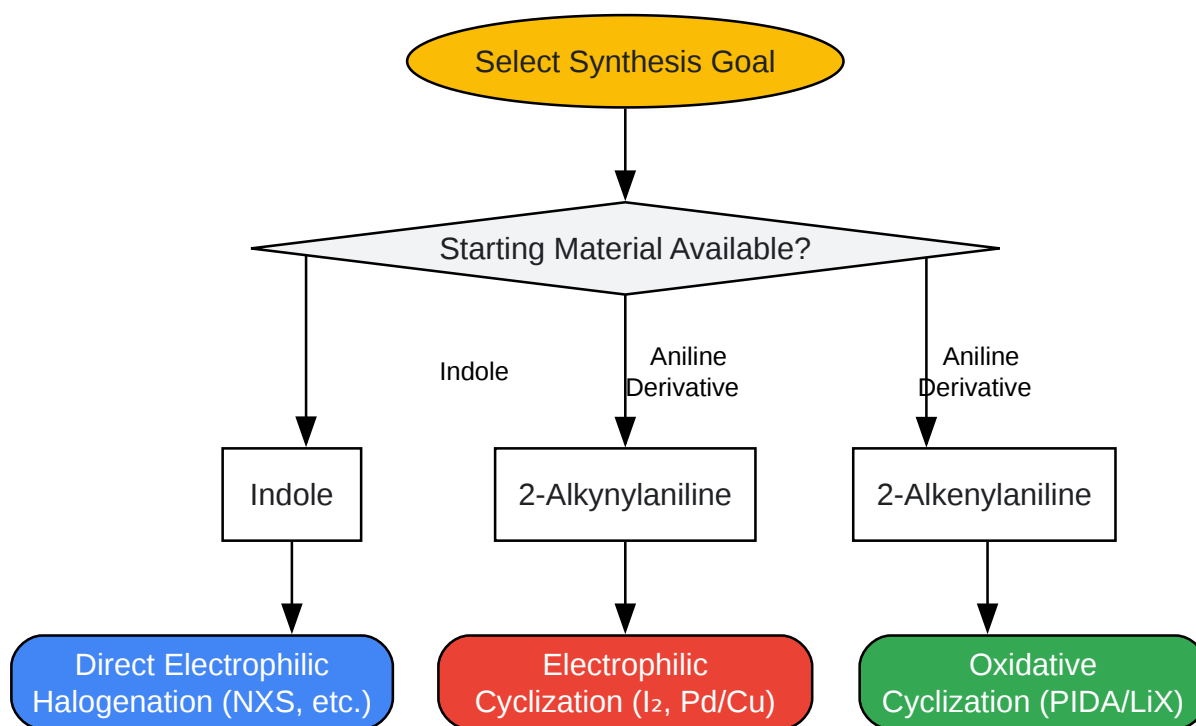 Select Synthesis Goal
Starting Material Available?
Indole
Aniline
Derivative
Aniline
Derivative
Indole
2-Alkynylaniline
2-Alkenylaniline
Direct Electrophilic
Halogenation (NXS, etc.)
Electrophilic
Cyclization (I₂, Pd/Cu)
Oxidative
Cyclization (PIDA/LiX)